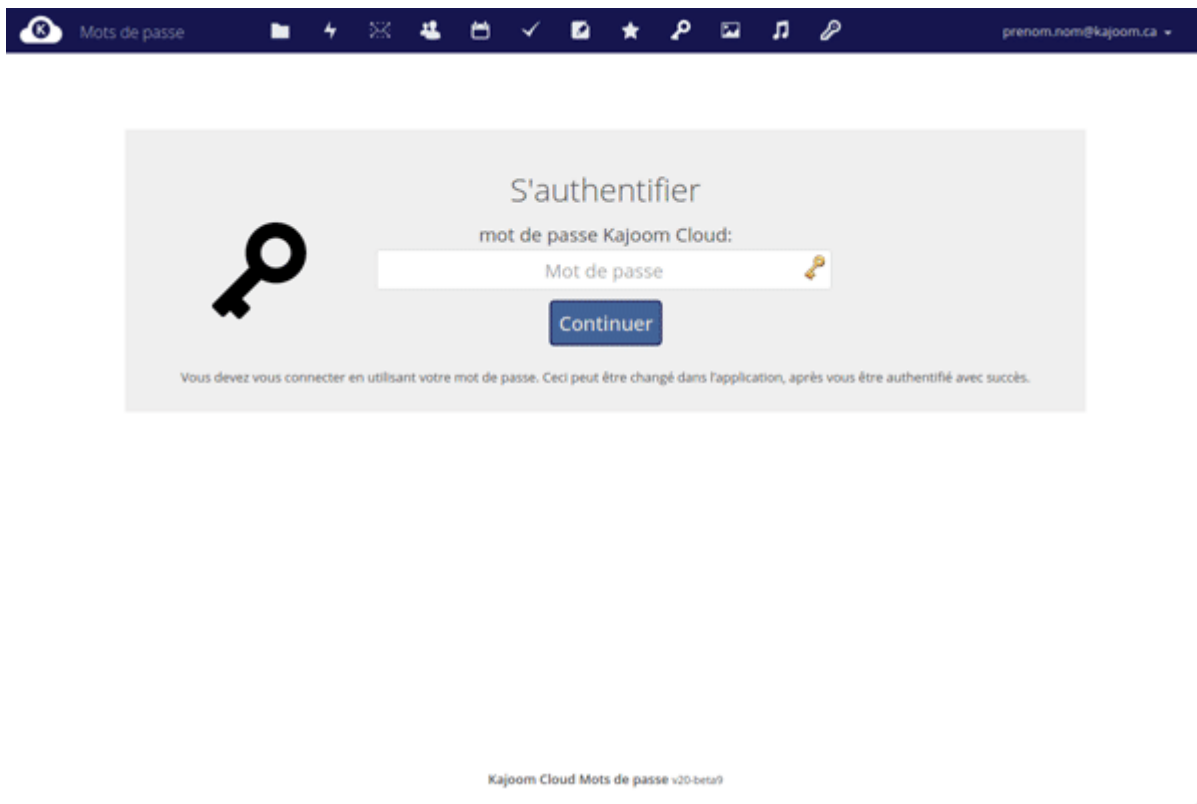 K Mots de passe prenom.nom@kajoom.ca
S'authentifier
mot de passe Kajoom Cloud:
Mot de passe
Continuer
Vous devez vous connecter en utilisant votre mot de passe. Ceci peut être changé dans l'application, après vous être authentifié avec succès.
Kajoom Cloud Mots de passe v20-beta9